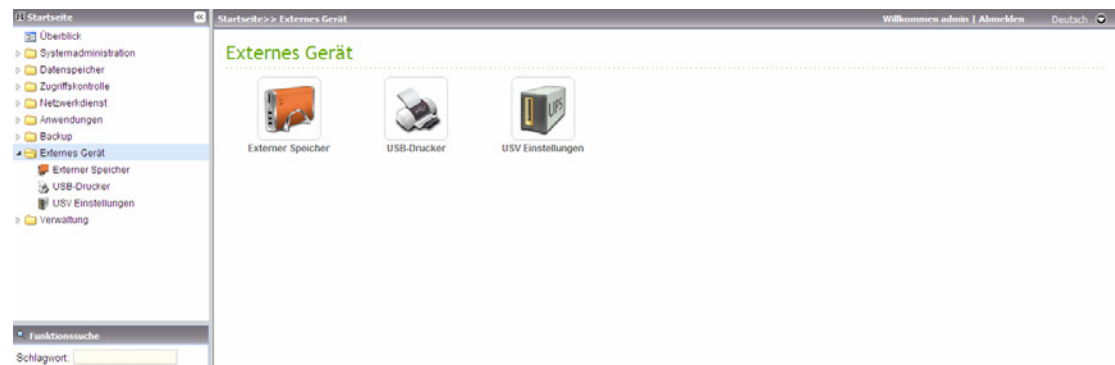 Startseite
Startseite>> Externes Gerät
Willkommen admin | Abmelden
Deutsch
Überblick
Systemadministration
Datenspeicher
Zugriffskontrolle
Netzwerkdienst
Anwendungen
Backup
Externes Gerät
Externer Speicher
USB-Drucker
USV Einstellungen
Verwaltung
Funktionssuche
Schlagwort:
Externes Gerät
UPS
Externer Speicher
USB-Drucker
USV Einstellungen